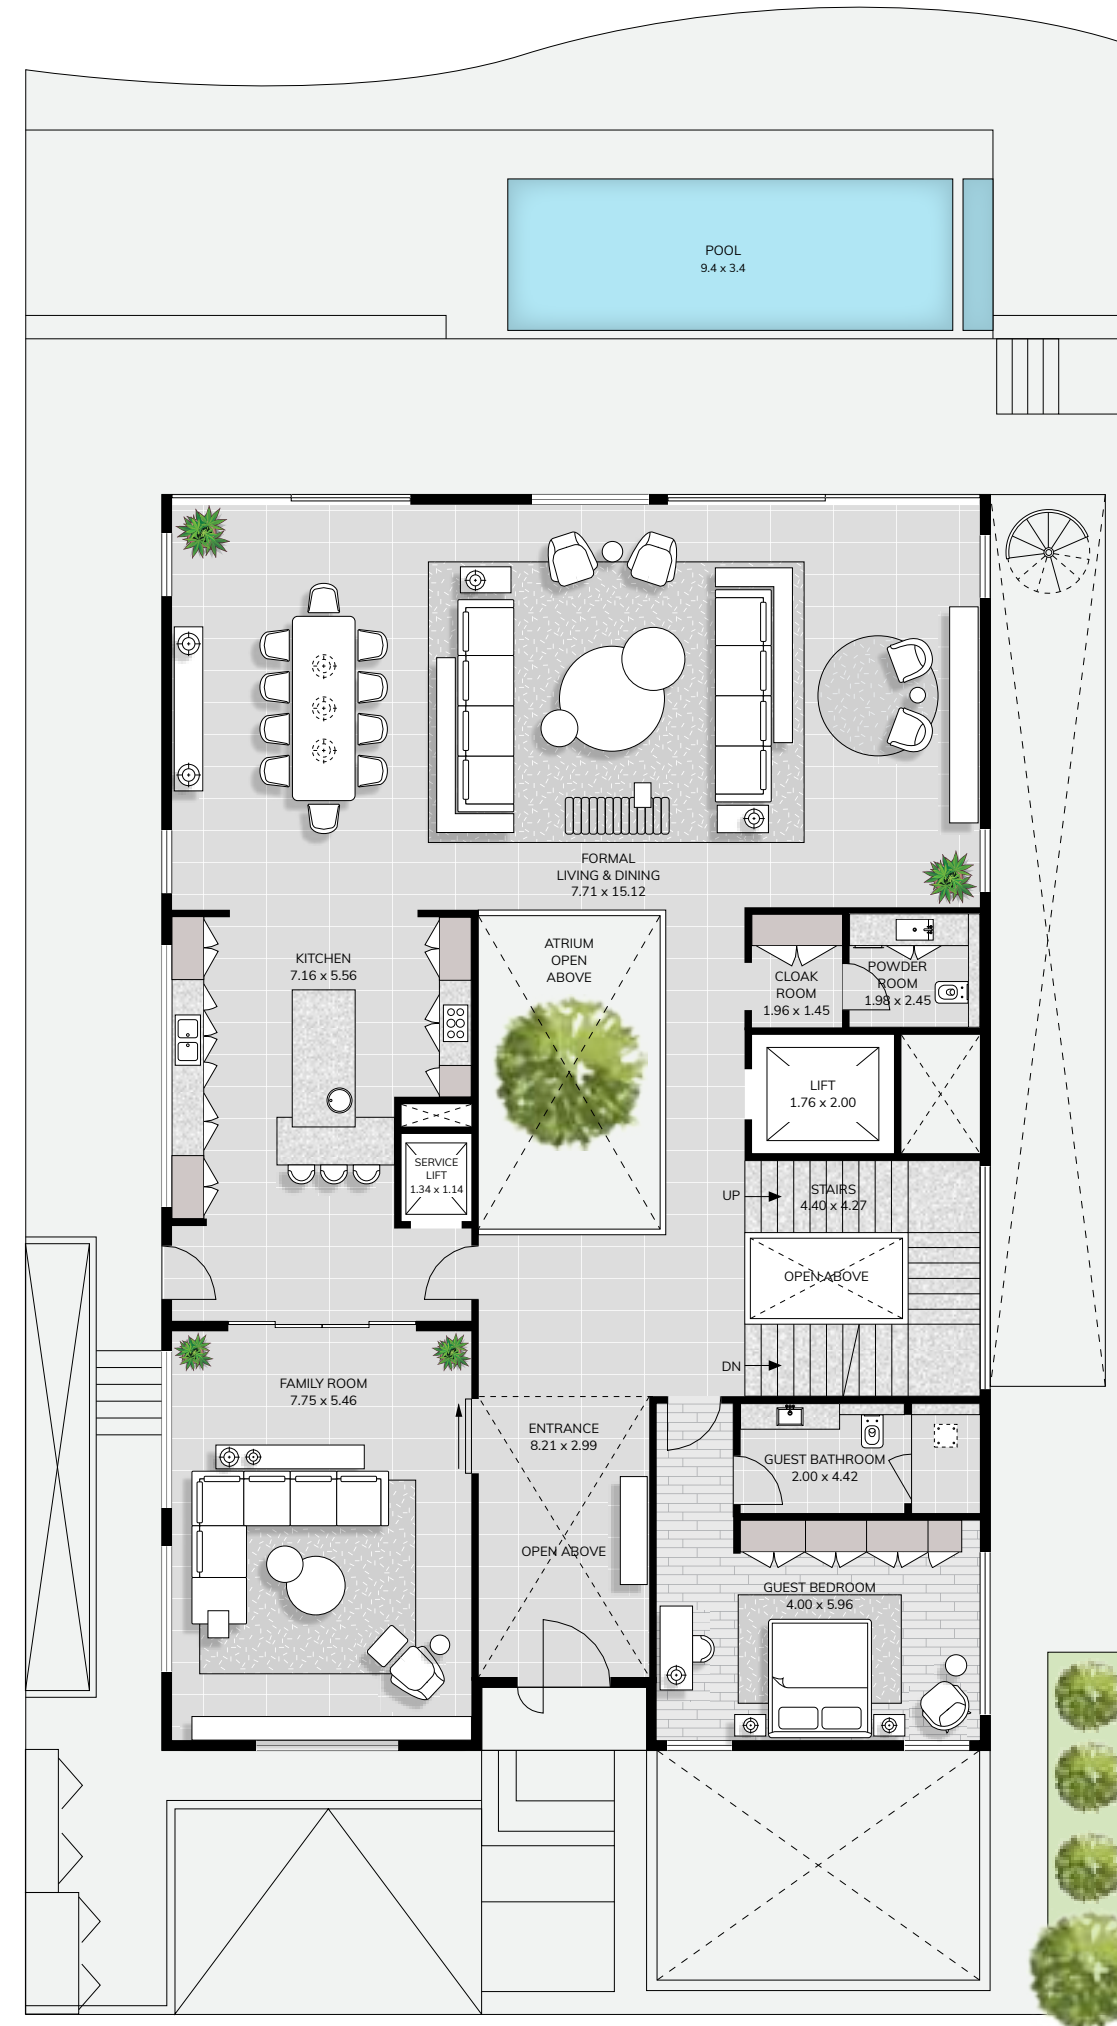 POOL
9.4 x 3.4
FORMAL
LIVING & DINING
7.71 x 15.12
ATRIUM
OPEN
ABOVE
KITCHEN
7.16 x 5.56
CLOAK
ROOM
1.96 x 1.45
POWDER
ROOM
1.98 x 2.45
LIFT
1.76 x 2.00
SERVICE
LIFT
1.34 x 1.14
UP
STAIRS
4.40 x 4.27
OPEN ABOVE
DN
FAMILY ROOM
7.75 x 5.46
ENTRANCE
8.21 x 2.99
OPEN ABOVE
GUEST BATHROOM
2.00 x 4.42
GUEST BEDROOM
4.00 x 5.96